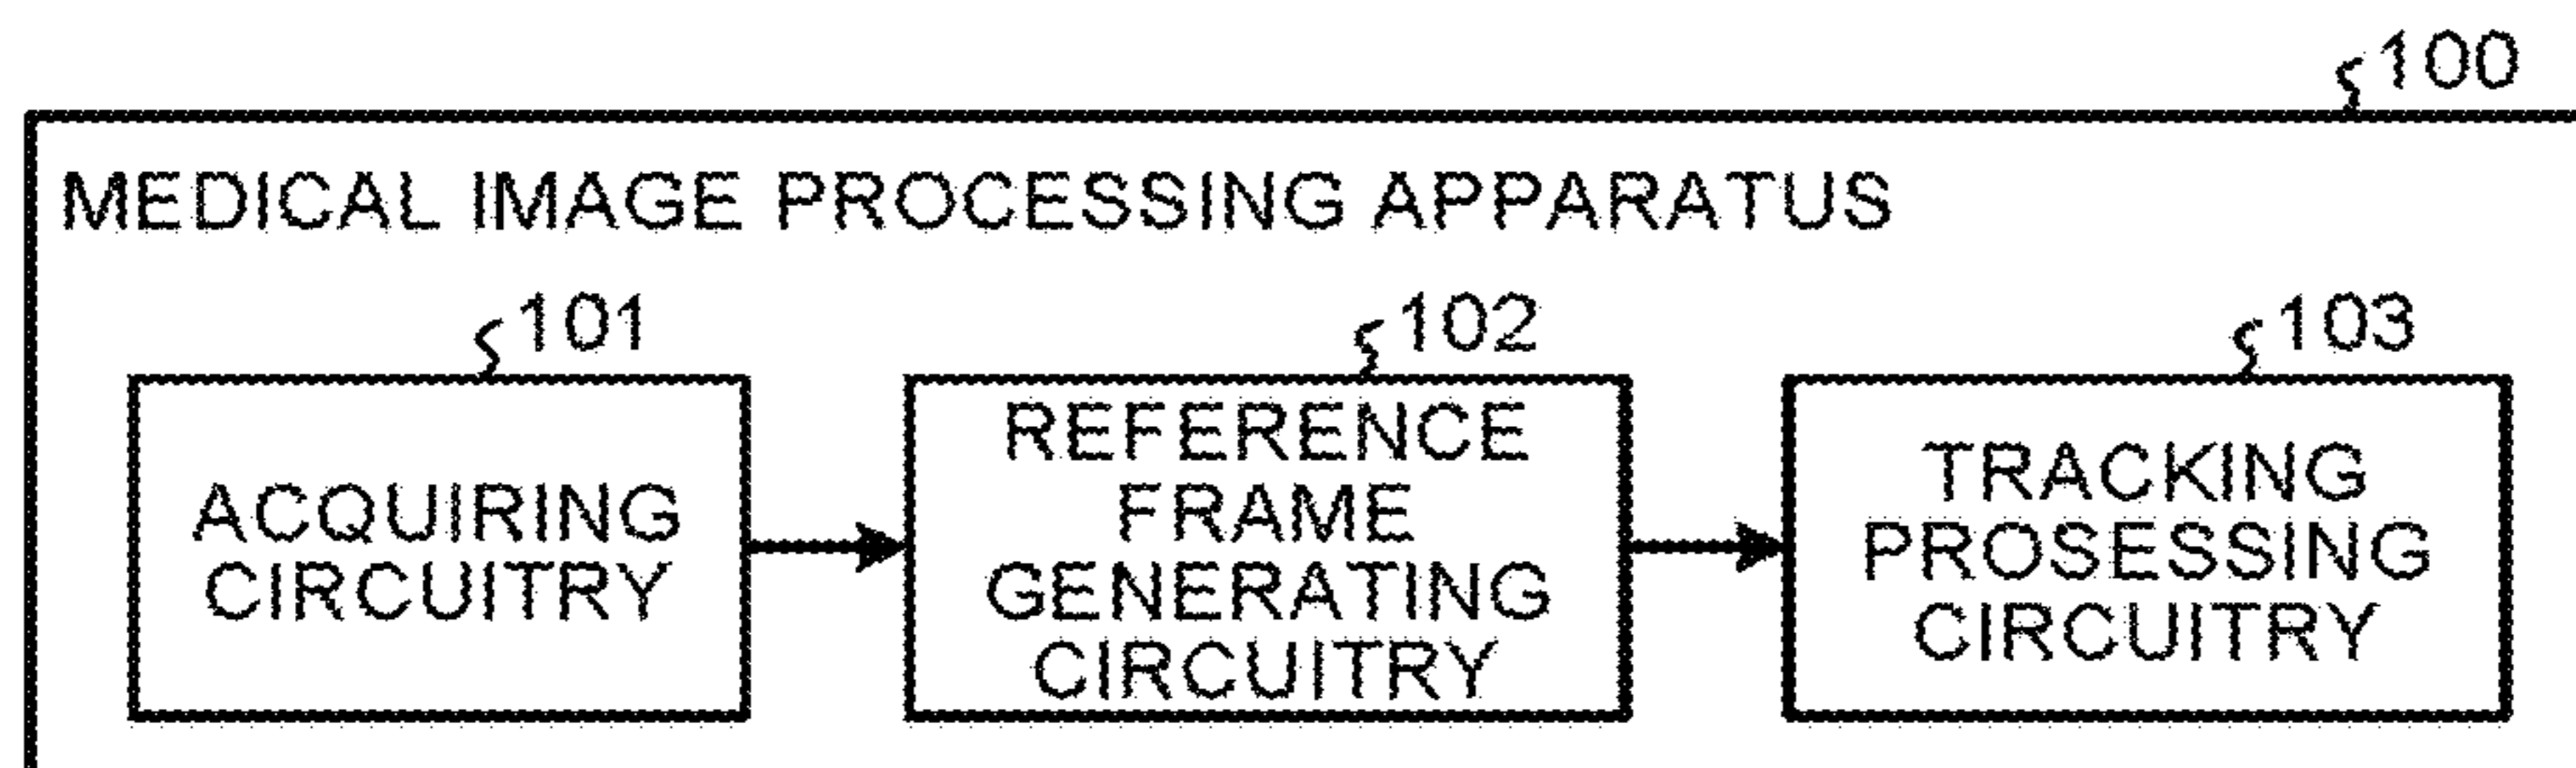 100
MEDICAL IMAGE PROCESSING APPARATUS
101
ACQUIRING
CIRCUITRY
102
REFERENCE
FRAME
GENERATING
CIRCUITRY
103
TRACKING
PROSESSING
CIRCUITRY